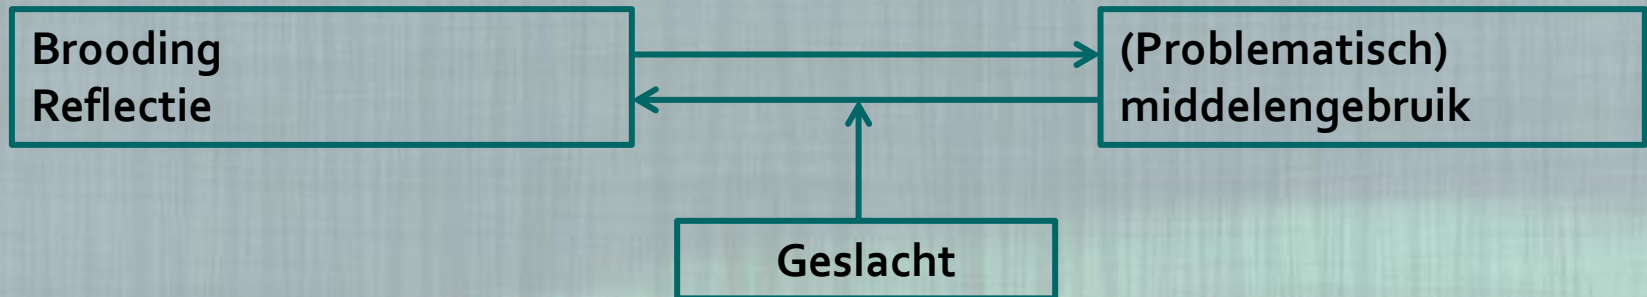 Brooding
Reflectie
(Problematisch)
middelengebruik
Geslacht